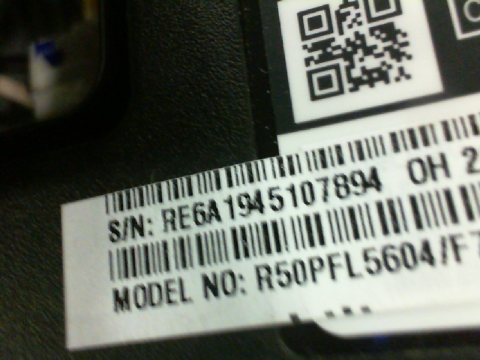 S/N: RE6A1945107894 OH 2
MODEL NO: R50PFL5604/F7